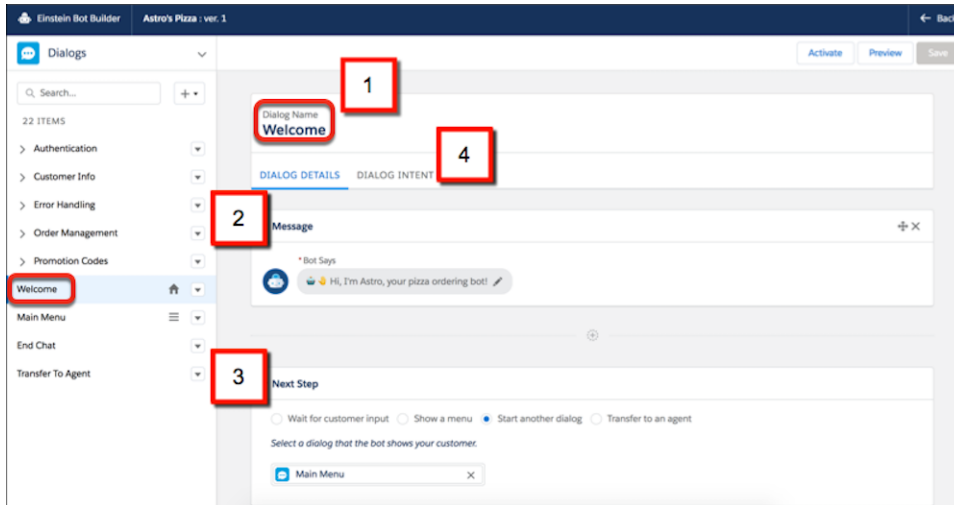 Einstein Bot Builder
Astro's Pizza : ver. 1
← Back
Dialogs
Activate
Preview
Save
Search...
22 ITEMS
Authentication
Customer Info
Error Handling
Order Management
Promotion Codes
Welcome
Main Menu
End Chat
Transfer To Agent
1
Dialog Name
Welcome
4
DIALOG DETAILS
DIALOG INTENT
2
Message
* Bot Says
Hi, I'm Astro, your pizza ordering bot!
3
Next Step
Wait for customer input
Show a menu
Start another dialog
Transfer to an agent
Select a dialog that the bot shows your customer.
Main Menu